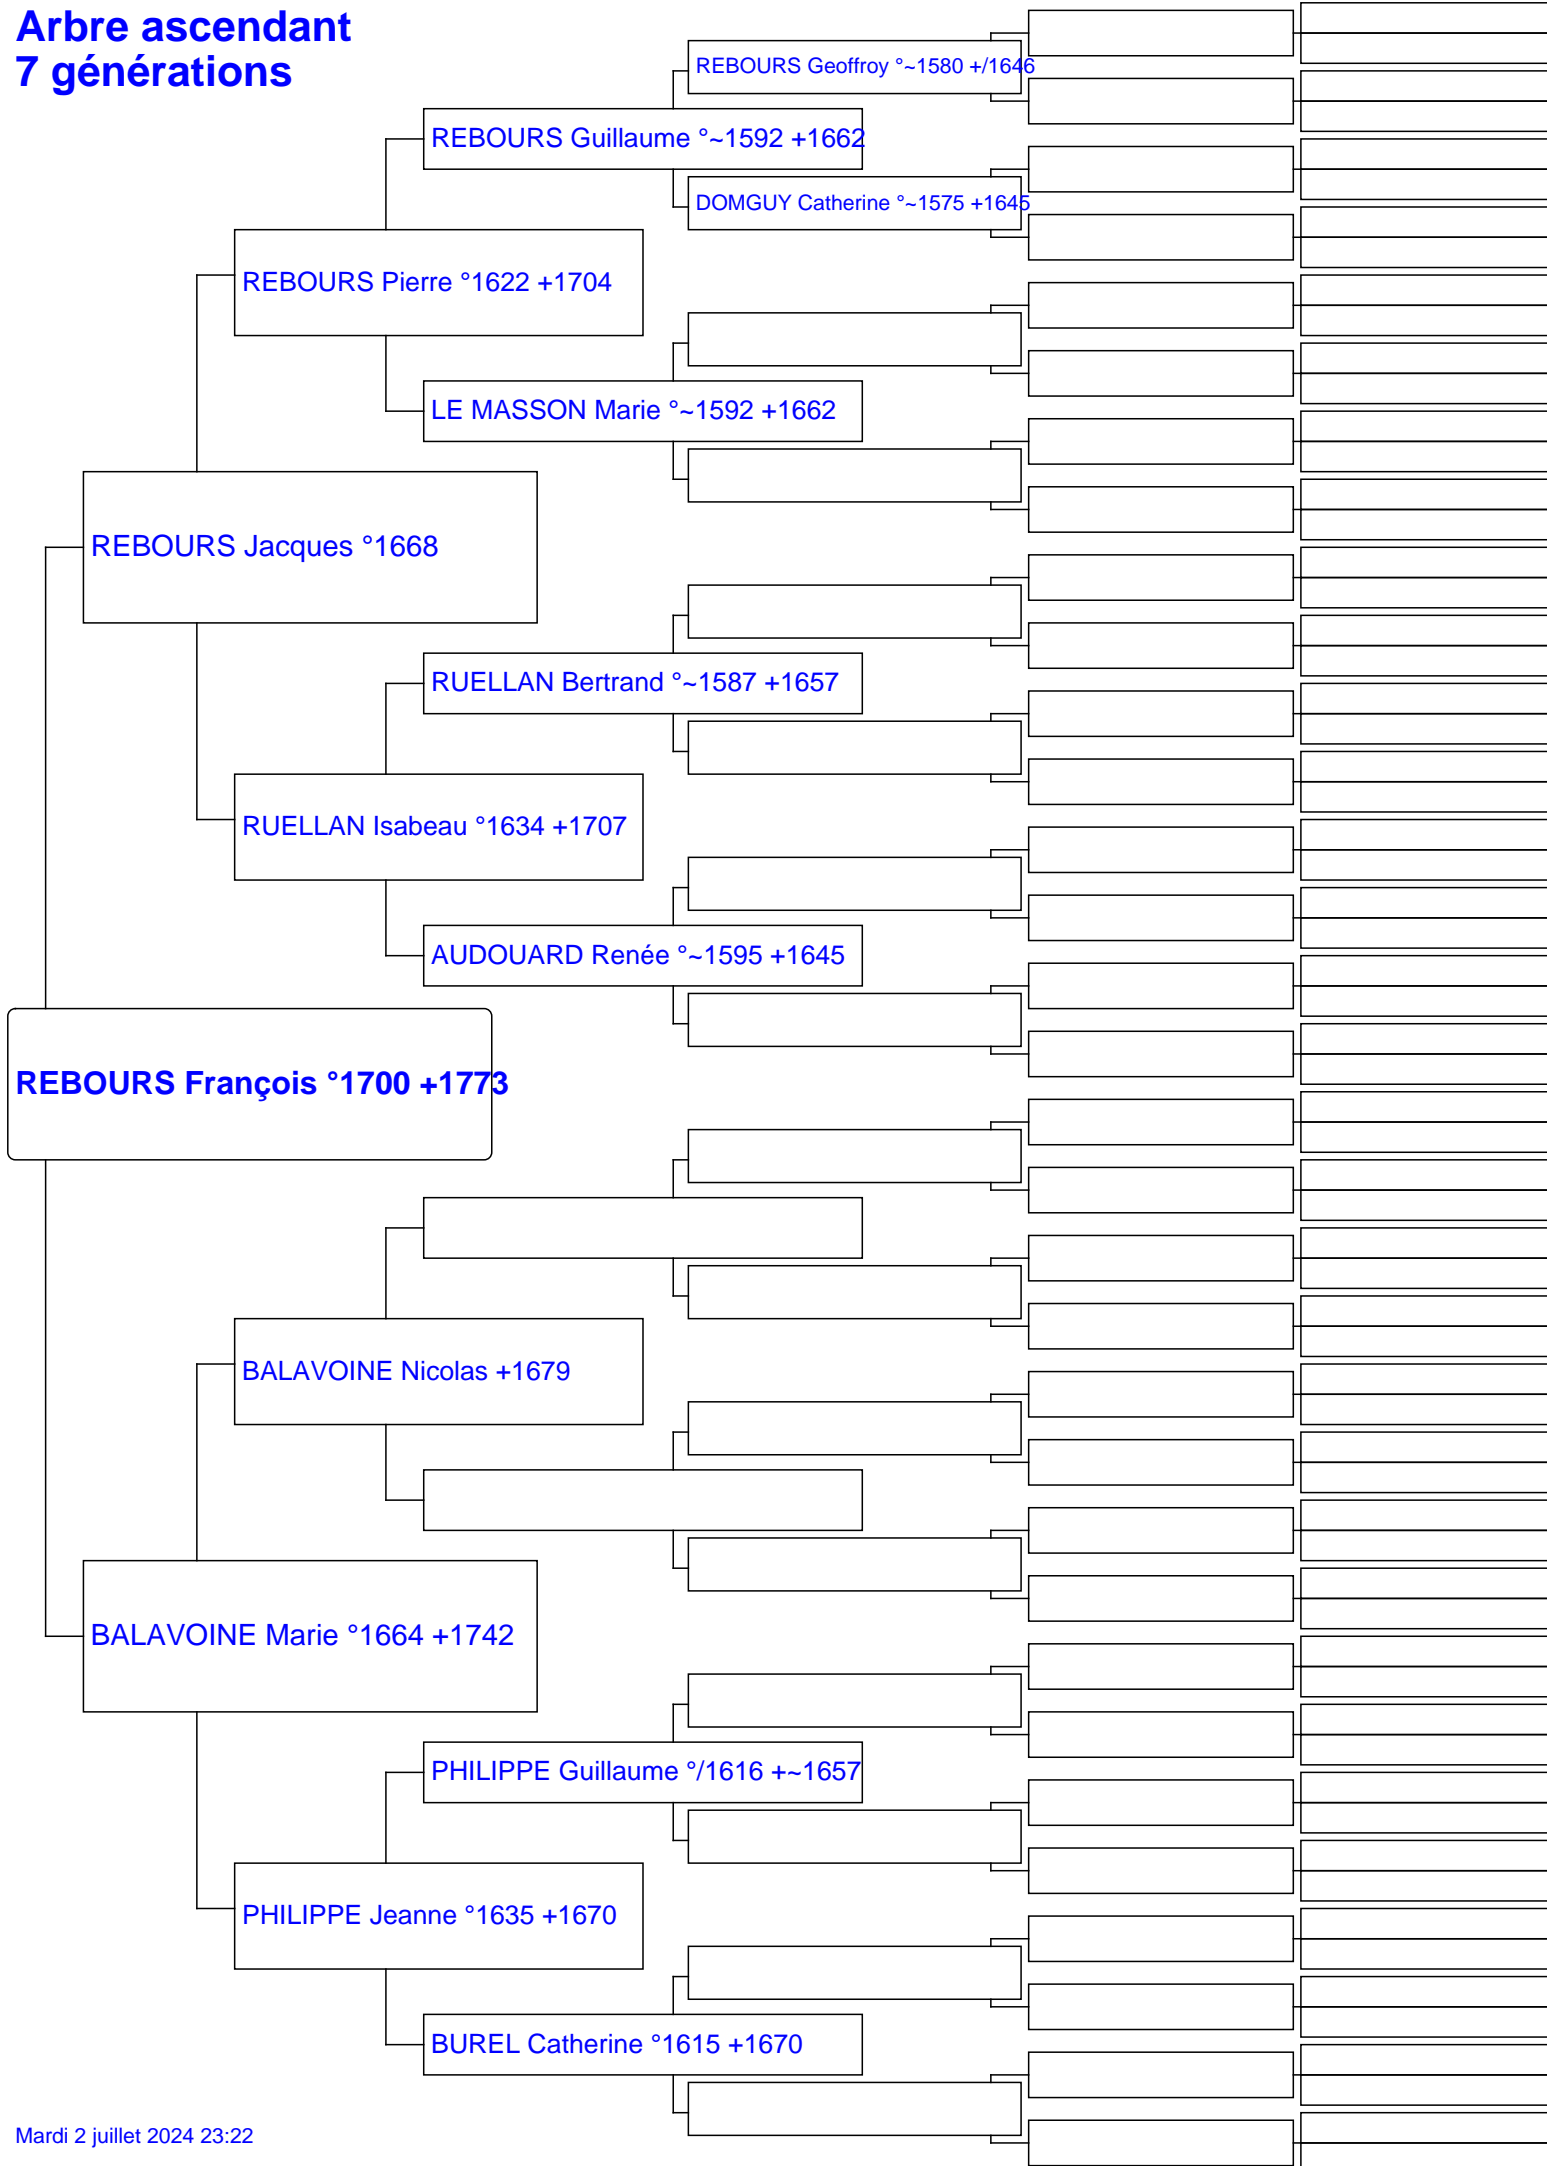 Arbre ascendant
7 générations
REBOURS Geoffroy °~1580 +/1646
REBOURS Guillaume °~1592 +1662
DOMGUY Catherine °~1575 +1645
REBOURS Pierre °1622 +1704
LE MASSON Marie °~1592 +1662
REBOURS Jacques °1668
RUELLAN Bertrand °~1587 +1657
RUELLAN Isabeau °1634 +1707
AUDOUARD Renée °~1595 +1645
REBOURS François °1700 +1773
BALAVOINE Nicolas +1679
BALAVOINE Marie °1664 +1742
PHILIPPE Guillaume °/1616 +~1657
PHILIPPE Jeanne °1635 +1670
BUREL Catherine °1615 +1670
Mardi 2 juillet 2024 23:22